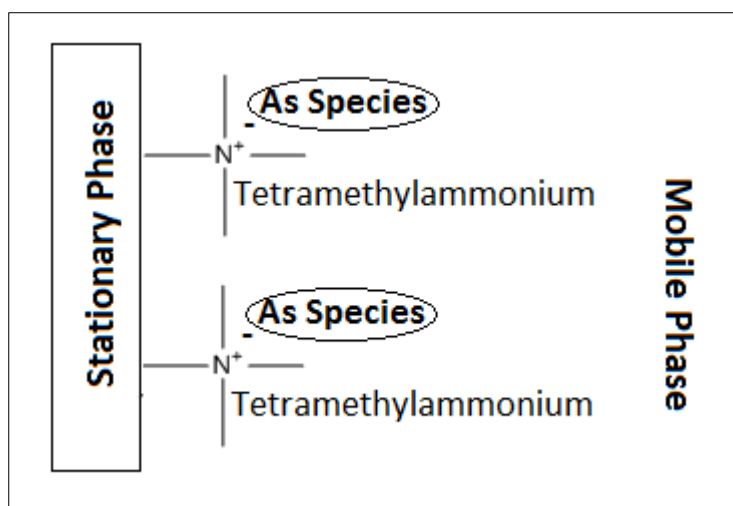 Stationary Phase
As Species
-
N+
Tetramethylammonium
As Species
-
N+
Tetramethylammonium
Mobile Phase